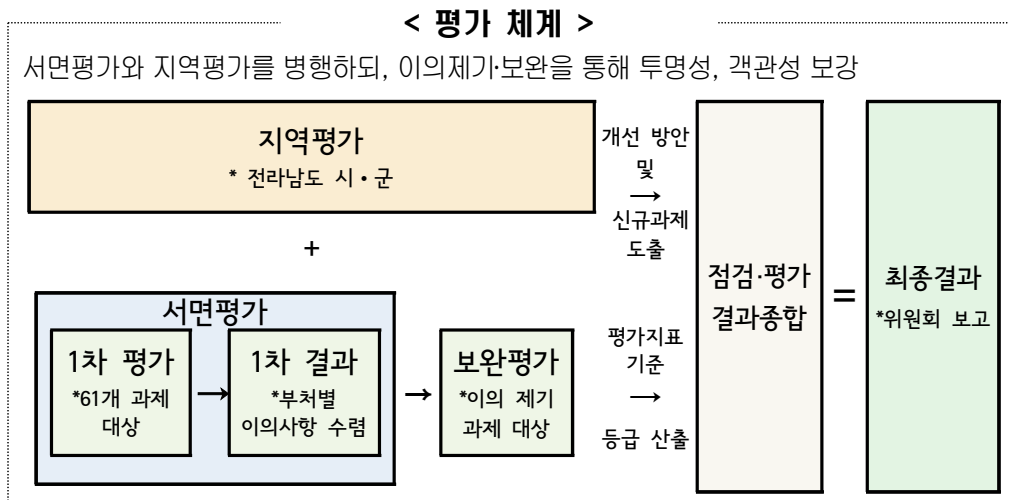 < 평가 체계 >
서면평가와 지역평가를 병행하되, 이의제기·보완을 통해 투명성, 객관성 보강
지역평가
* 전라남도 시·군
개선 방안
및
→
신규과제
도출
+
서면평가
1차 평가
*61개 과제
대상
→
1차 결과
*부처별
이의사항 수렴
→
보완평가
*이의 제기
과제 대상
평가지표
기준
→
등급 산출
점검·평가
결과종합
=
최종결과
*위원회 보고